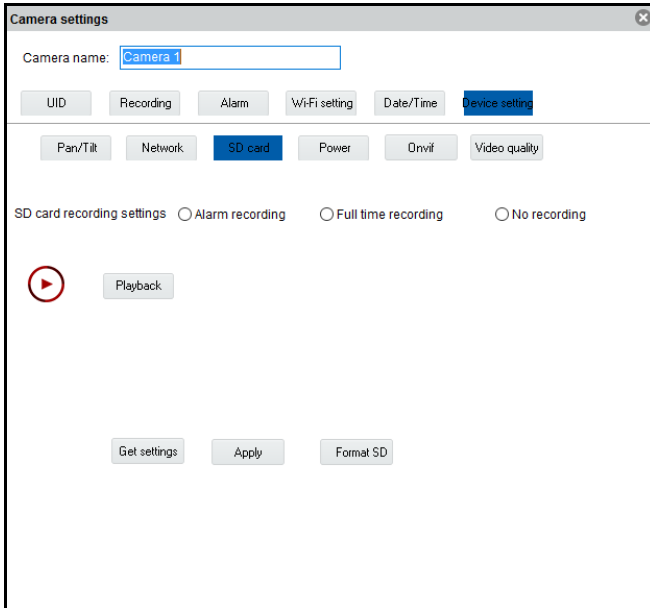 Camera settings
Camera name: Camera 1
UID Recording Alarm Wi-Fi setting Date/Time Device setting
Pan/Tilt Network SD card Power Onvif Video quality
SD card recording settings Alarm recording Full time recording No recording
Playback
Get settings Apply Format SD